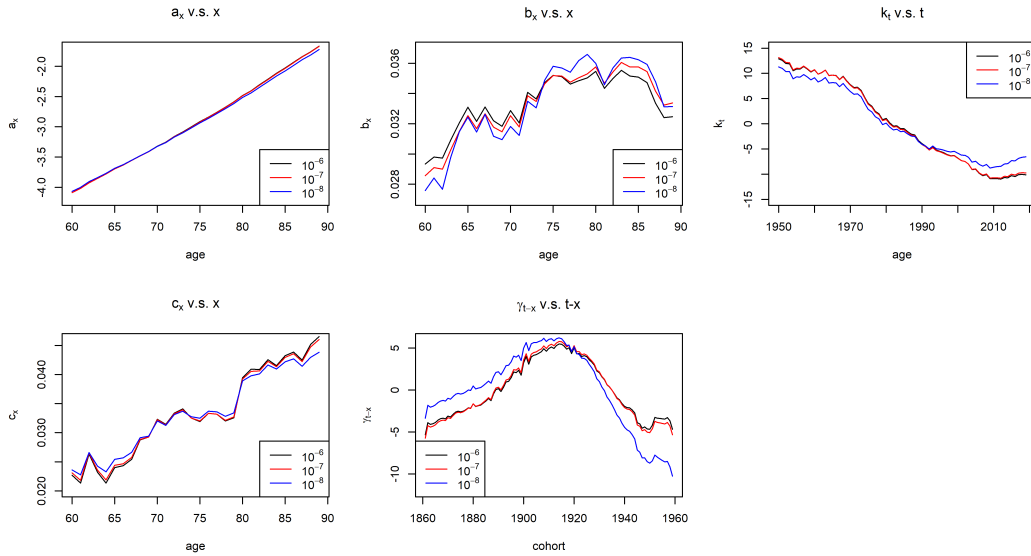 a_x v.s. x
a_x
-4.0 -3.5 -3.0 -2.5 -2.0
60 65 70 75 80 85 90
age
10^-6
10^-7
10^-8
b_x v.s. x
b_x
0.028 0.032 0.036
60 65 70 75 80 85 90
age
10^-6
10^-7
10^-8
k_t v.s. t
k_t
-15 -5 0 5 10 15
1950 1970 1990 2010
age
10^-6
10^-7
10^-8
c_x v.s. x
c_x
0.020 0.030 0.040
60 65 70 75 80 85 90
age
10^-6
10^-7
10^-8
γ_t-x v.s. t-x
γ_t-x
-10 -5 0 5
1860 1880 1900 1920 1940 1960
cohort
10^-6
10^-7
10^-8